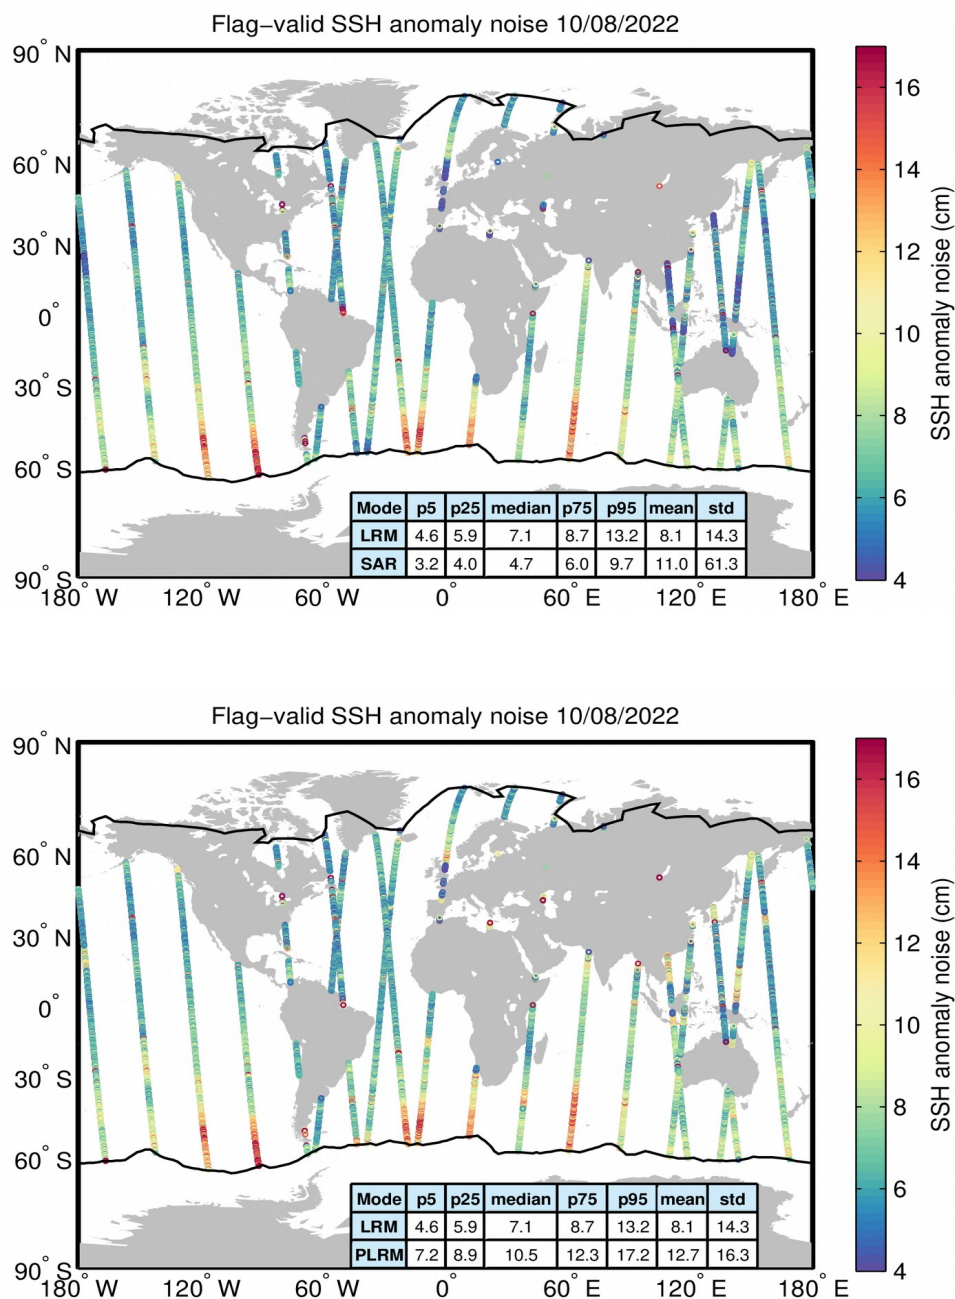 Flag−valid SSH anomaly noise 10/08/2022
90° N
60° N
30° N
0°
30° S
60° S
90° S
180° W 120° W 60° W 0° 60° E 120° E 180° E
Mode p5 p25 median p75 p95 mean std
LRM 4.6 5.9 7.1 8.7 13.2 8.1 14.3
SAR 3.2 4.0 4.7 6.0 9.7 11.0 61.3
16
14
12
10
8
6
4
SSH anomaly noise (cm)
Flag−valid SSH anomaly noise 10/08/2022
90° N
60° N
30° N
0°
30° S
60° S
90° S
180° W 120° W 60° W 0° 60° E 120° E 180° E
Mode p5 p25 median p75 p95 mean std
LRM 4.6 5.9 7.1 8.7 13.2 8.1 14.3
PLRM 7.2 8.9 10.5 12.3 17.2 12.7 16.3
16
14
12
10
8
6
4
SSH anomaly noise (cm)